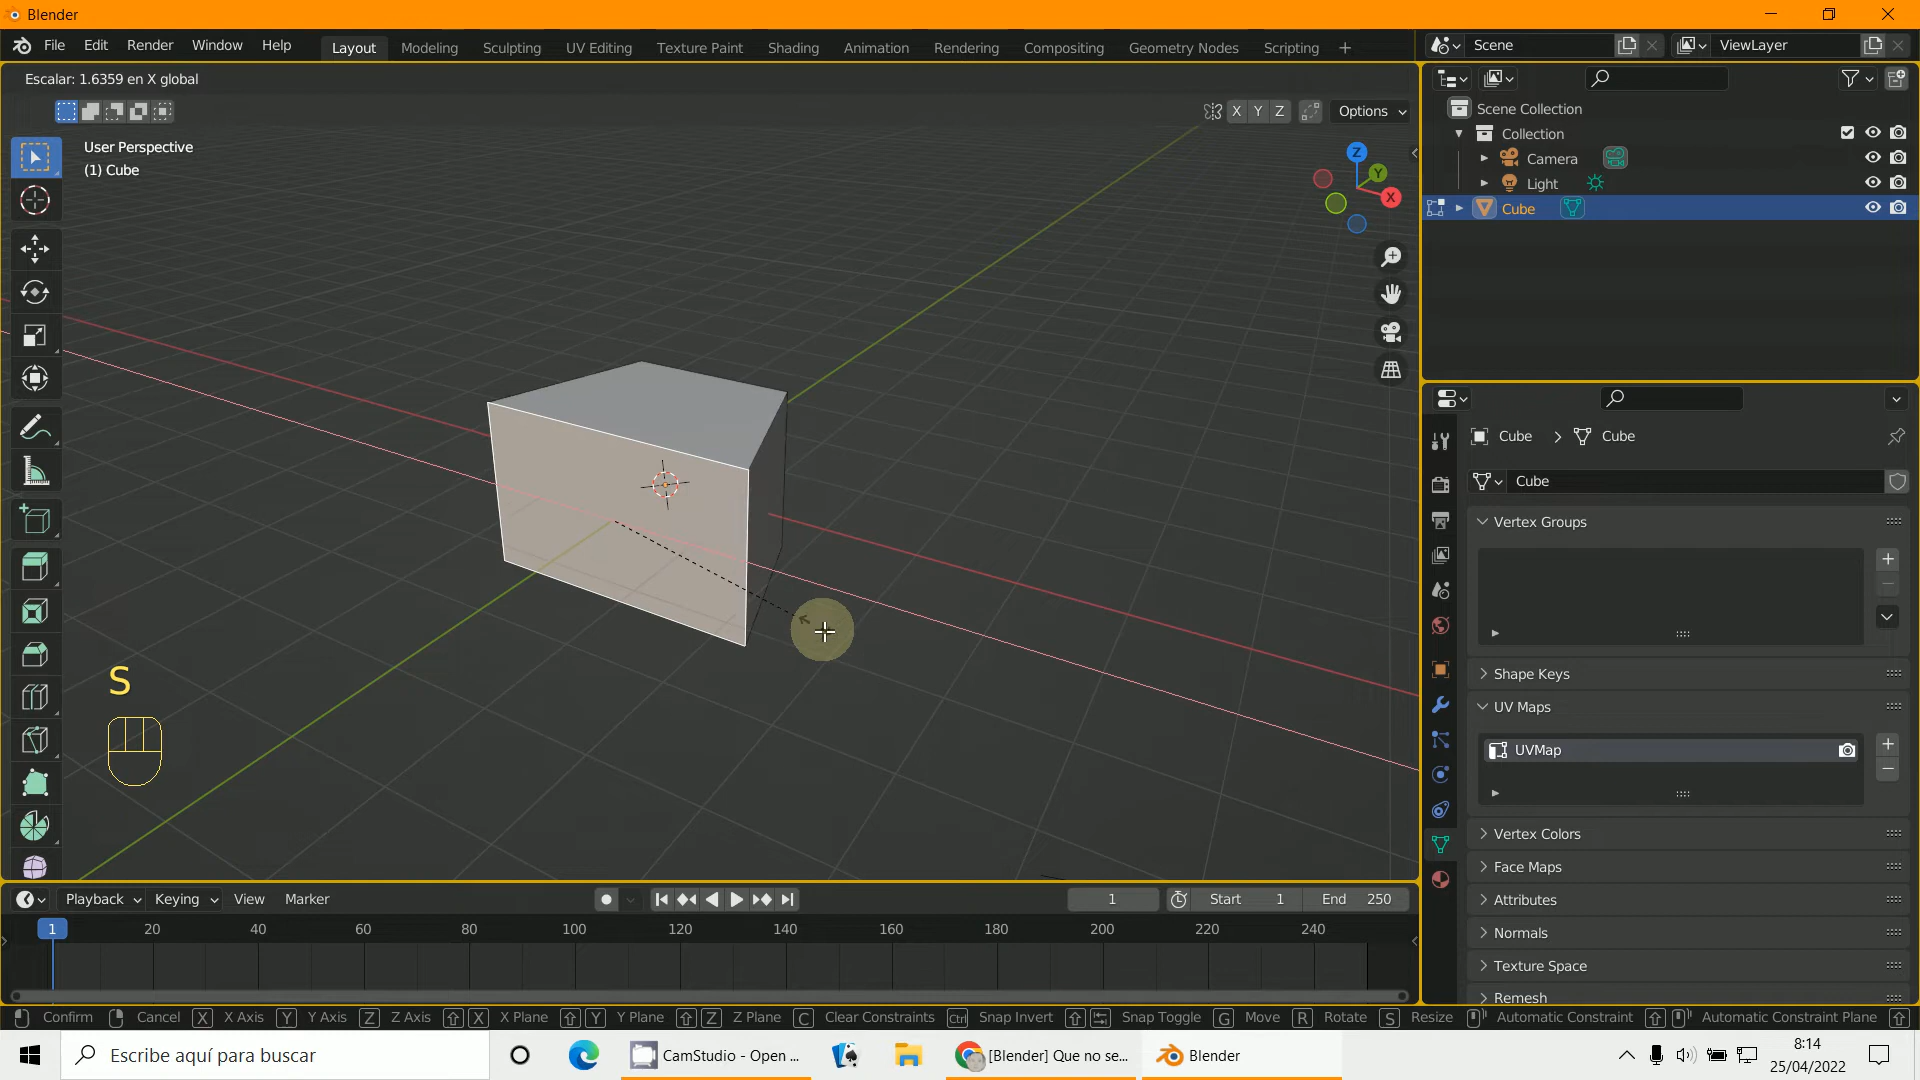 Blender
File Edit Render Window Help Layout Modeling Sculpting UV Editing Texture Paint Shading Animation Rendering Compositing Geometry Nodes Scripting + Scene ViewLayer
Escalar: 1.6359 en X global
X Y Z Options
User Perspective
(1) Cube
Z
Y
X
Scene Collection
Collection
Camera
Light
Cube
Cube > Cube
Cube
Vertex Groups
Shape Keys
UV Maps
UVMap
Vertex Colors
Face Maps
Attributes
Normals
Texture Space
Remesh
S
Playback Keying View Marker 1 Start 1 End 250
1 20 40 60 80 100 120 140 160 180 200 220 240
Confirm Cancel X X Axis Y Y Axis Z Z Axis X X Plane Y Y Plane Z Z Plane C Clear Constraints Ctrl Snap Invert Snap Toggle G Move R Rotate S Resize Automatic Constraint Automatic Constraint Plane
Escribe aquí para buscar CamStudio - Open ... [Blender] Que no se... Blender
8:14
25/04/2022